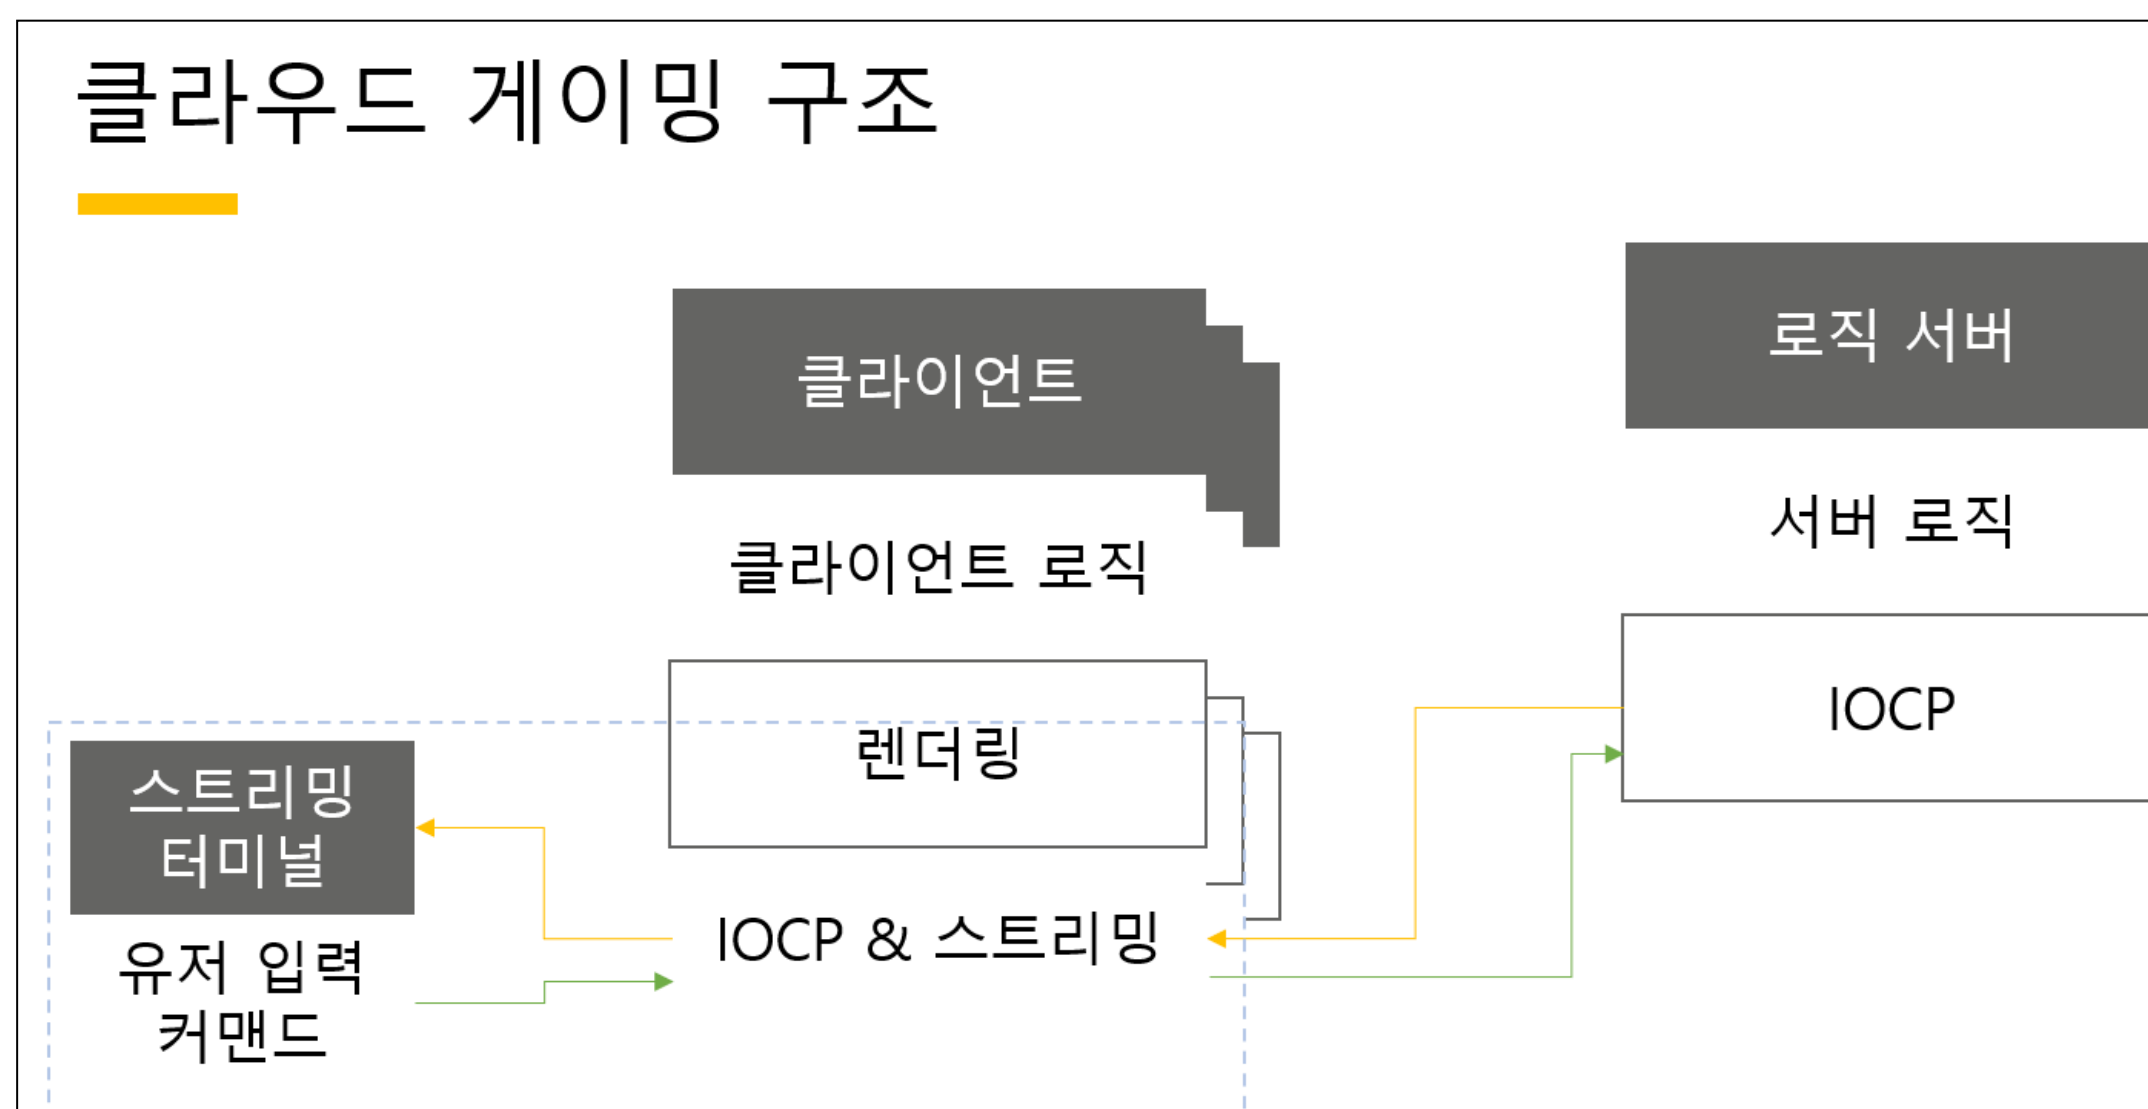 클라우드 게이밍 구조
클라이언트
클라이언트 로직
렌더링
IOCP & 스트리밍
스트리밍
터미널
유저 입력
커맨드
로직 서버
서버 로직
IOCP